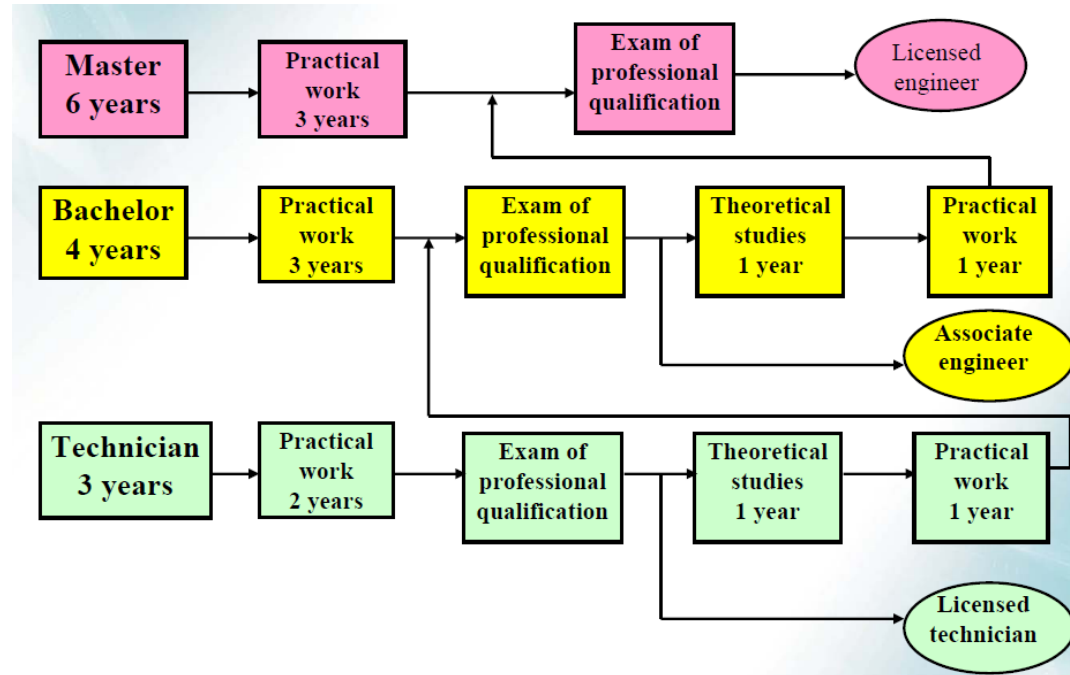 Master
6 years
Practical
work
3 years
Exam of
professional
qualification
Licensed
engineer
Bachelor
4 years
Practical
work
3 years
Exam of
professional
qualification
Theoretical
studies
1 year
Practical
work
1 year
Associate
engineer
Technician
3 years
Practical
work
2 years
Exam of
professional
qualification
Theoretical
studies
1 year
Practical
work
1 year
Licensed
technician